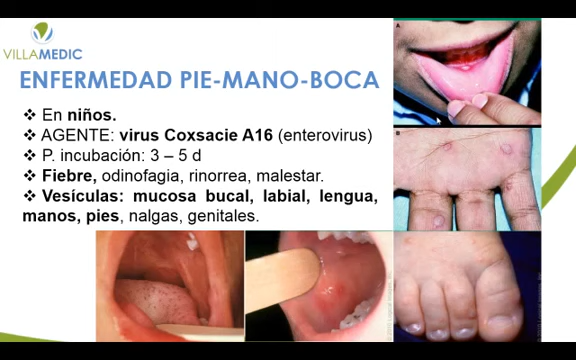 VILLAMEDIC
ENFERMEDAD PIE-MANO-BOCA
❖ En niños.
❖ AGENTE: virus Coxsacie A16 (enterovirus)
❖ P. incubación: 3 – 5 d
❖ Fiebre, odinofagia, rinorrea, malestar.
❖ Vesículas: mucosa bucal, labial, lengua,
manos, pies, nalgas, genitales.
A
B